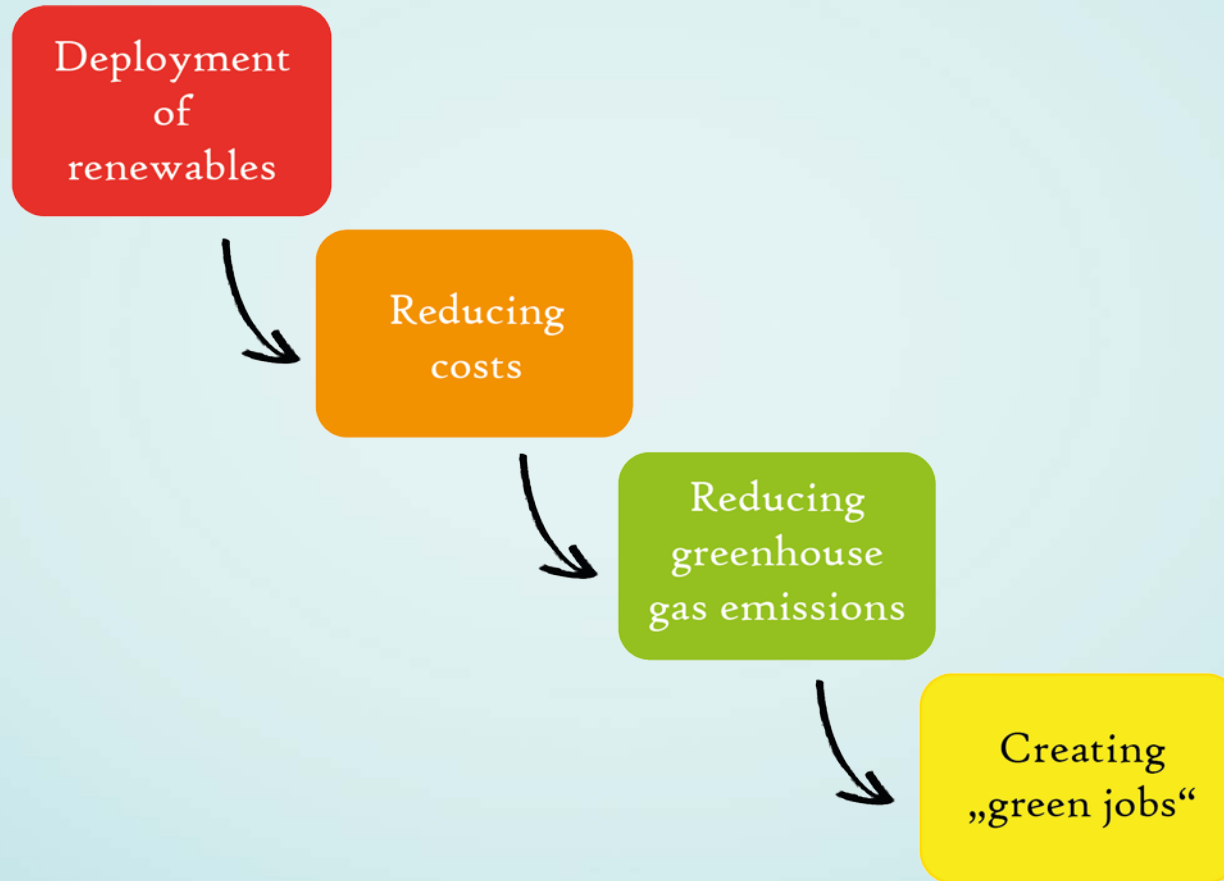 Deployment
of
renewables
Reducing
costs
Reducing
greenhouse
gas emissions
Creating
„green jobs“